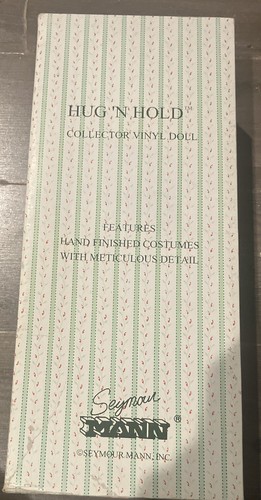 HUG 'N HOLD™
COLLECTOR VINYL DOLL
FEATURES
HAND FINISHED COSTUMES
WITH METICULOUS DETAIL
Seymour
MANN®
©SEYMOUR MANN, INC.